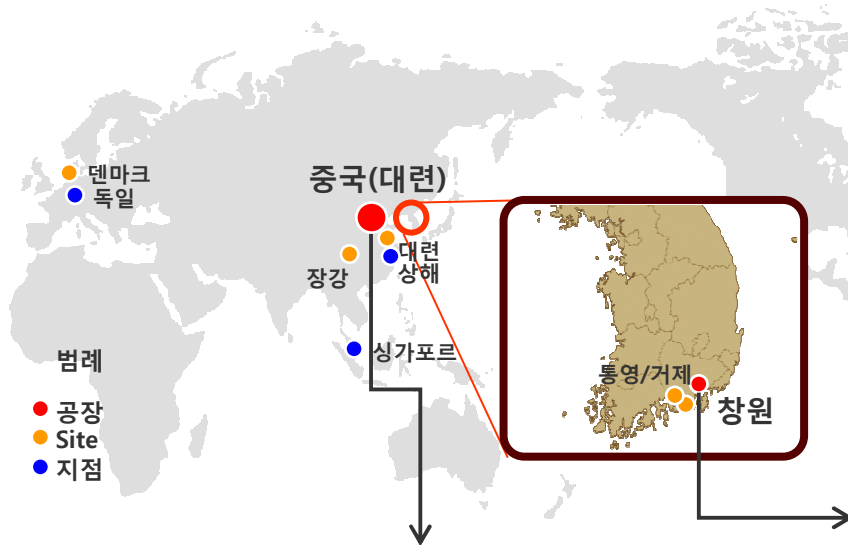 덴마크
독일
중국(대련)
대련
상해
장강
싱가포르
통영/거제
창원
범례
공장
Site
지점